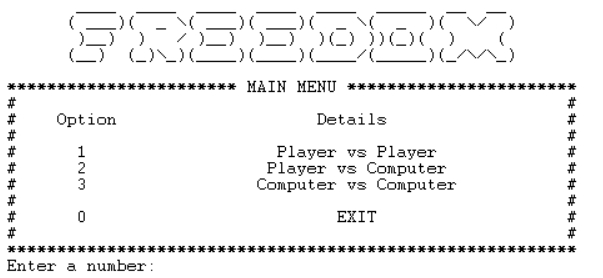 FREEDOM
************************ MAIN MENU ************************
# #
# Option Details #
# #
# 1 Player vs Player #
# 2 Player vs Computer #
# 3 Computer vs Computer #
# #
# 0 EXIT #
# #
***********************************************************
Enter a number: